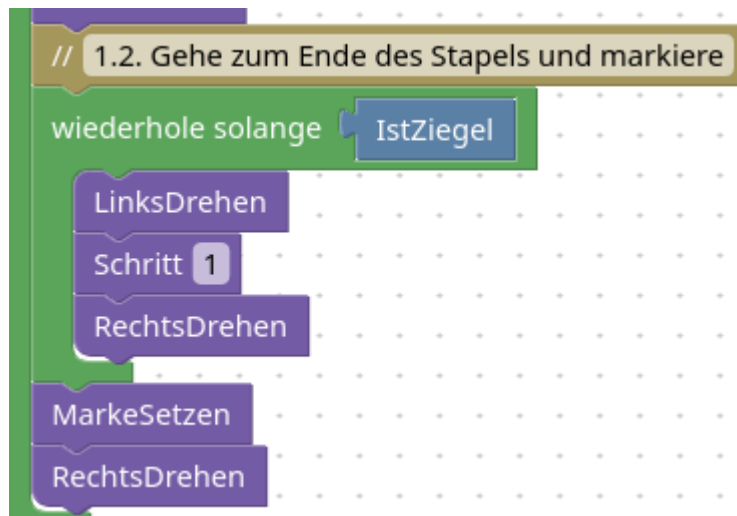 // 1.2. Gehe zum Ende des Stapels und markiere
wiederhole solange IstZiegel
LinksDrehen
Schritt 1
RechtsDrehen
MarkeSetzen
RechtsDrehen